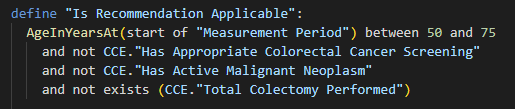 define "Is Recommendation Applicable":
  AgeInYearsAt(start of "Measurement Period") between 50 and 75
    and not CCE."Has Appropriate Colorectal Cancer Screening"
    and not CCE."Has Active Malignant Neoplasm"
    and not exists (CCE."Total Colectomy Performed")